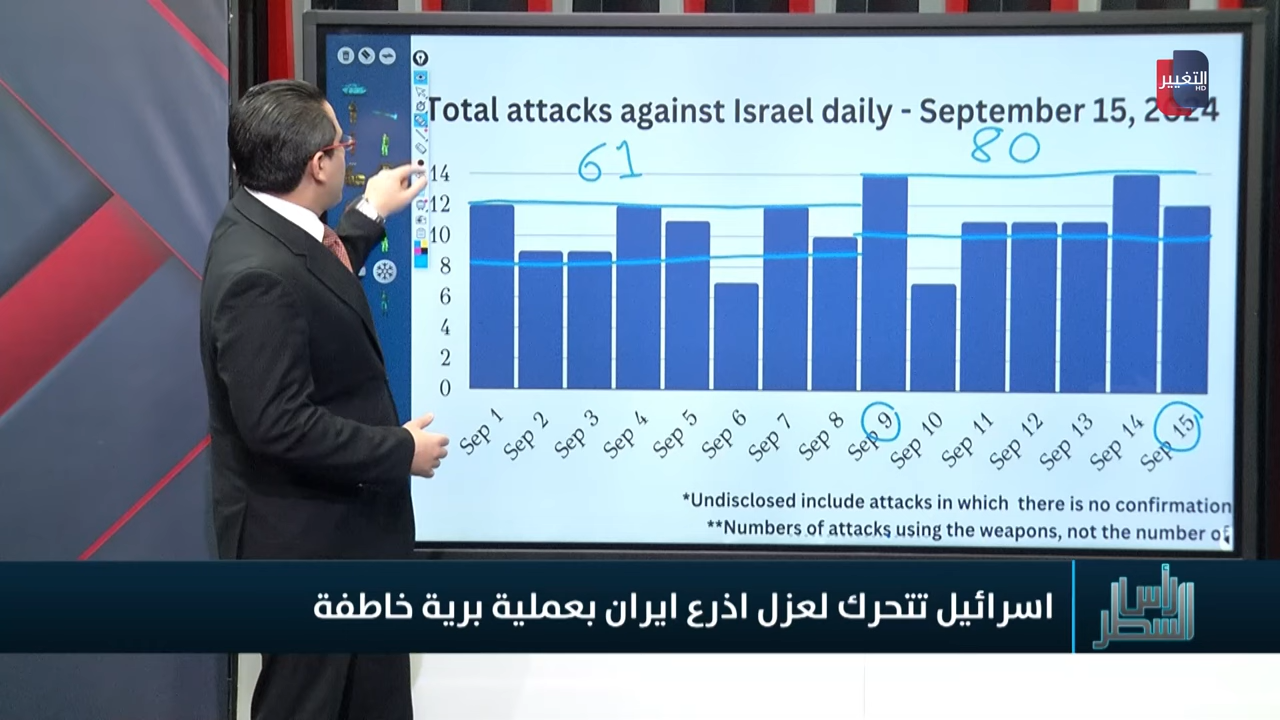 التغيير
HD
Total attacks against Israel daily - September 15, 2024
61
80
14
12
10
8
6
4
2
0
Sep 1
Sep 2
Sep 3
Sep 4
Sep 5
Sep 6
Sep 7
Sep 8
Sep 9
Sep 10
Sep 11
Sep 12
Sep 13
Sep 14
Sep 15
*Undisclosed include attacks in which there is no confirmation
**Numbers of attacks using the weapons, not the number of
اسرائيل تتحرك لعزل اذرع ايران بعملية برية خاطفة
رأس
السطر